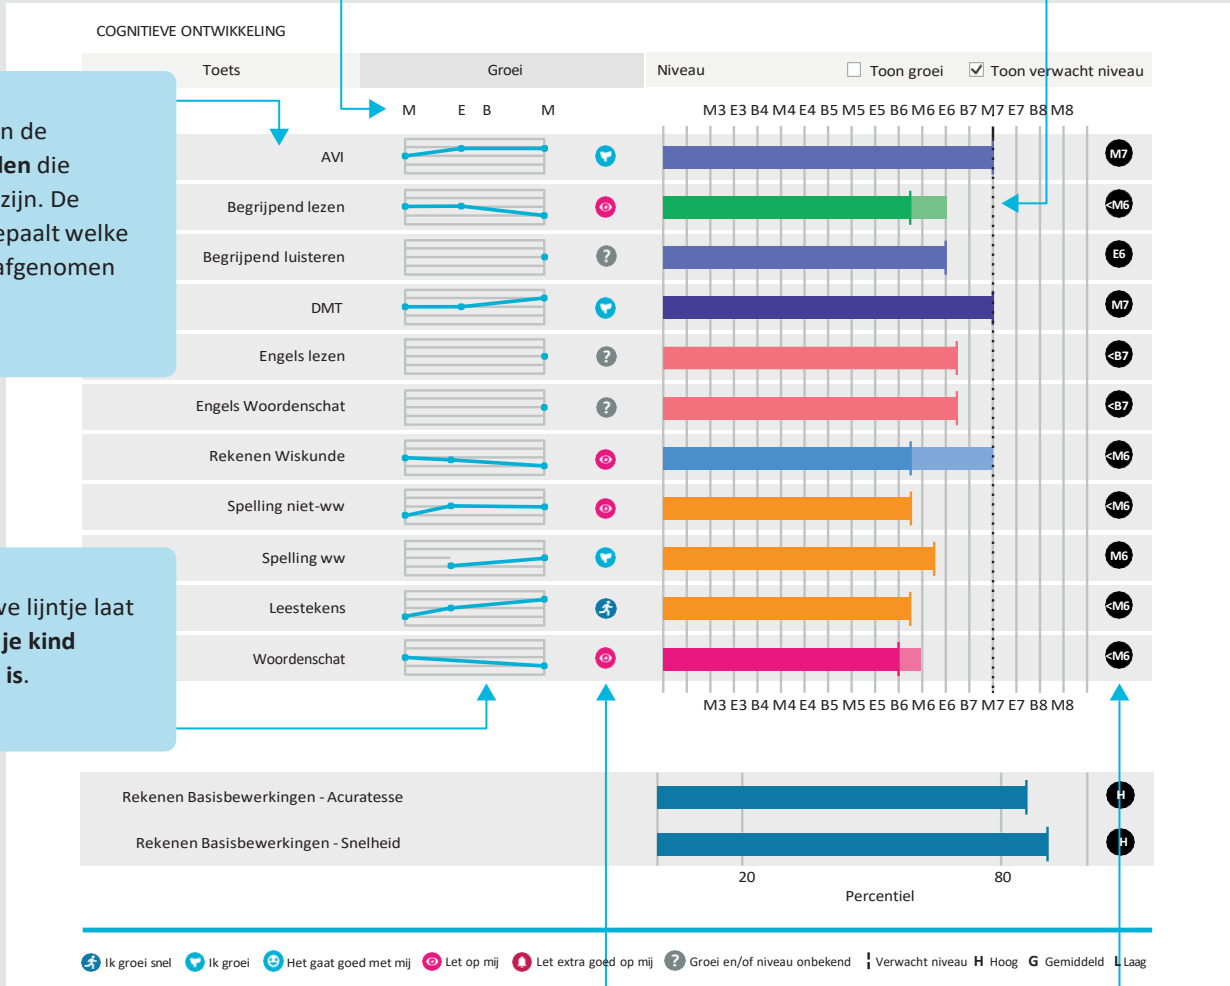 COGNITIEVE ONTWIKKELING
Toets
Groei
Niveau
Toon groei
Toon verwacht niveau
M E B M
M3 E3 B4 M4 E4 B5 M5 E5 B6 M6 E6 B7 M7 E7 B8 M8
n de
den die
zijn. De
epaalt welke
afgenomen
AVI
M7
Begrijpend lezen
<M6
Begrijpend luisteren
?
E6
DMT
M7
Engels lezen
?
<B7
Engels Woordenschat
?
<B7
Rekenen Wiskunde
<M6
Spelling niet-ww
<M6
Spelling ww
M6
Leestekens
<M6
Woordenschat
<M6
ve lijntje laat
je kind
is.
M3 E3 B4 M4 E4 B5 M5 E5 B6 M6 E6 B7 M7 E7 B8 M8
Rekenen Basisbewerkingen - Acuratesse
H
Rekenen Basisbewerkingen - Snelheid
H
20 80
Percentiel
Ik groei snel Ik groei Het gaat goed met mij Let op mij Let extra goed op mij ? Groei en/of niveau onbekend Verwacht niveau H Hoog G Gemiddeld L Laag